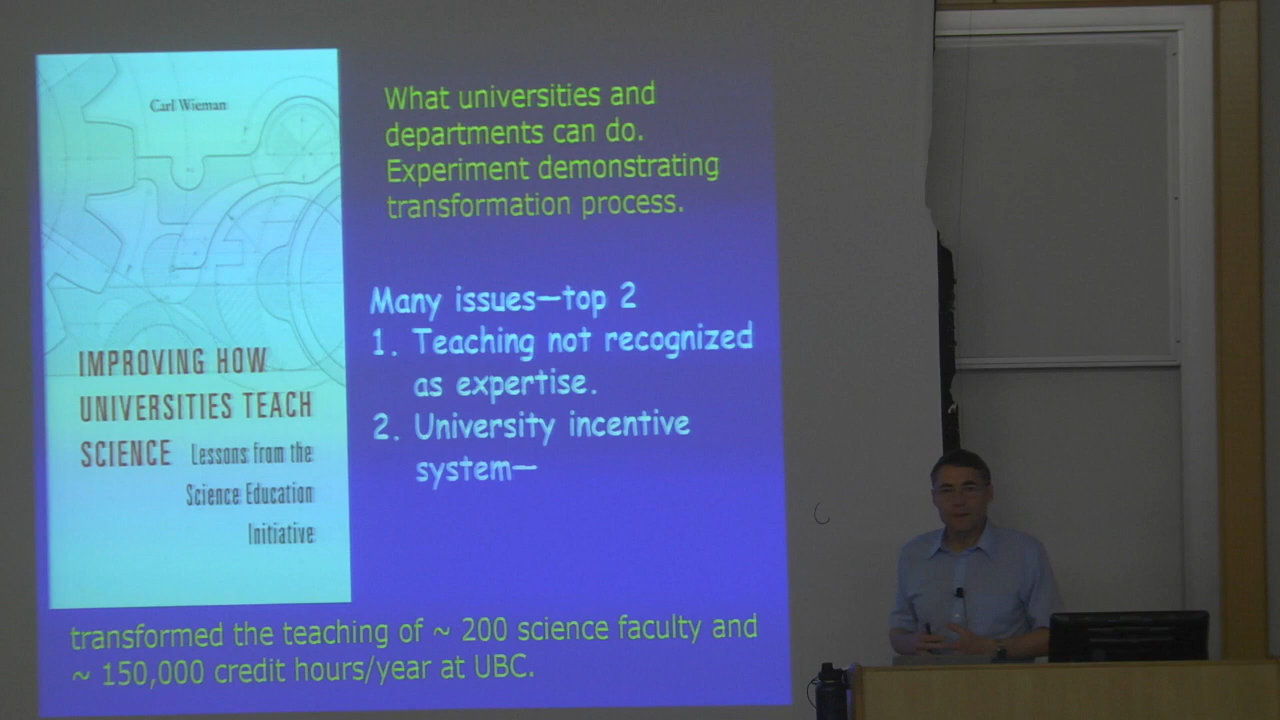 Carl Wieman
IMPROVING HOW
UNIVERSITIES TEACH
SCIENCE Lessons from the
Science Education
Initiative
What universities and
departments can do.
Experiment demonstrating
transformation process.
Many issues—top 2
1. Teaching not recognized
as expertise.
2. University incentive
system—
transformed the teaching of ~ 200 science faculty and
~ 150,000 credit hours/year at UBC.